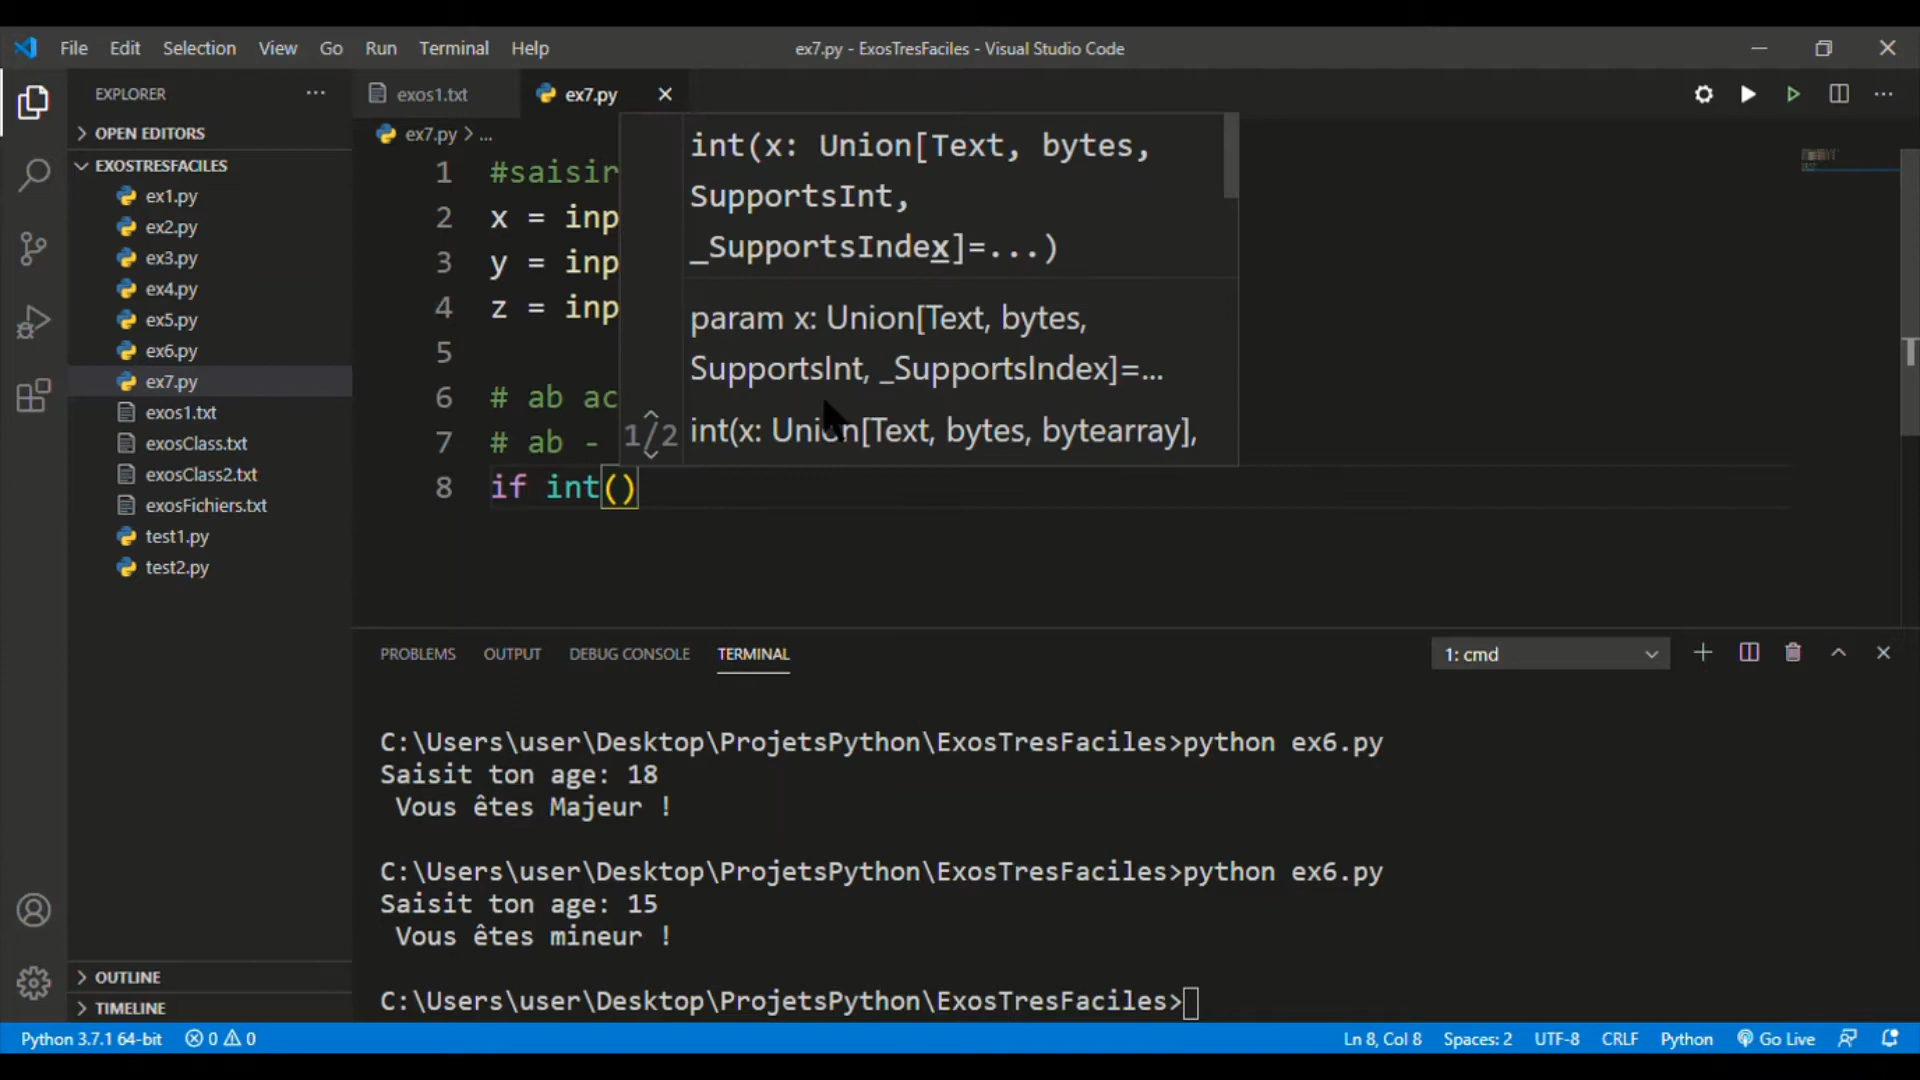 File Edit Selection View Go Run Terminal Help
ex7.py - ExosTresFaciles - Visual Studio Code
EXPLORER
OPEN EDITORS
EXOSTRESFACILES
ex1.py
ex2.py
ex3.py
ex4.py
ex5.py
ex6.py
ex7.py
exos1.txt
exosClass.txt
exosClass2.txt
exosFichiers.txt
test1.py
test2.py
OUTLINE
TIMELINE
exos1.txt
ex7.py
ex7.py > ...
1 #saisir
2 x = inp
3 y = inp
4 z = inp
5
6 # ab ac
7 # ab -
8 if int()
int(x: Union[Text, bytes,
SupportsInt,
_SupportsIndex]=...)
param x: Union[Text, bytes,
SupportsInt, _SupportsIndex]=...
1/2
int(x: Union[Text, bytes, bytearray],
PROBLEMS OUTPUT DEBUG CONSOLE TERMINAL
1: cmd
C:\Users\user\Desktop\ProjetsPython\ExosTresFaciles>python ex6.py
Saisit ton age: 18
Vous êtes Majeur !
C:\Users\user\Desktop\ProjetsPython\ExosTresFaciles>python ex6.py
Saisit ton age: 15
Vous êtes mineur !
C:\Users\user\Desktop\ProjetsPython\ExosTresFaciles>
Python 3.7.1 64-bit 0 0
Ln 8, Col 8 Spaces: 2 UTF-8 CRLF Python Go Live